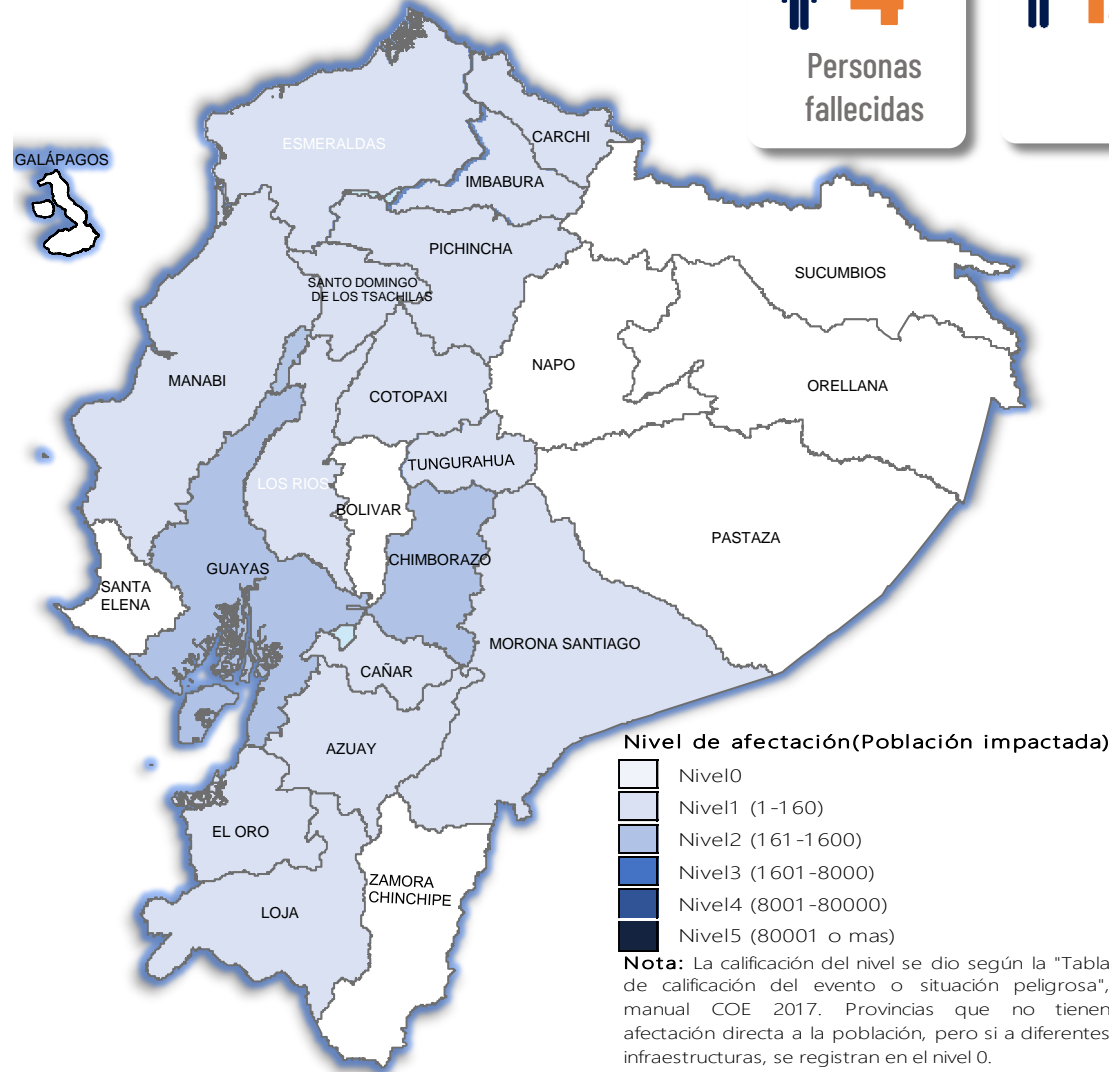 4
Personas
fallecidas
GALÁPAGOS
ESMERALDAS
CARCHI
IMBABURA
PICHINCHA
SUCUMBIOS
SANTO DOMINGO
DE LOS TSACHILAS
NAPO
MANABI
ORELLANA
COTOPAXI
TUNGURAHUA
LOS RIOS
BOLIVAR
PASTAZA
CHIMBORAZO
GUAYAS
SANTA
ELENA
MORONA SANTIAGO
CAÑAR
AZUAY
EL ORO
ZAMORA
CHINCHIPE
LOJA
Nivel de afectación(Población impactada)
Nivel0
Nivel1 (1-160)
Nivel2 (161-1600)
Nivel3 (1601-8000)
Nivel4 (8001-80000)
Nivel5 (80001 o mas)
Nota: La calificación del nivel se dio según la "Tabla
de calificación del evento o situación peligrosa",
manual COE 2017. Provincias que no tienen
afectación directa a la población, pero si a diferentes
infraestructuras, se registran en el nivel 0.